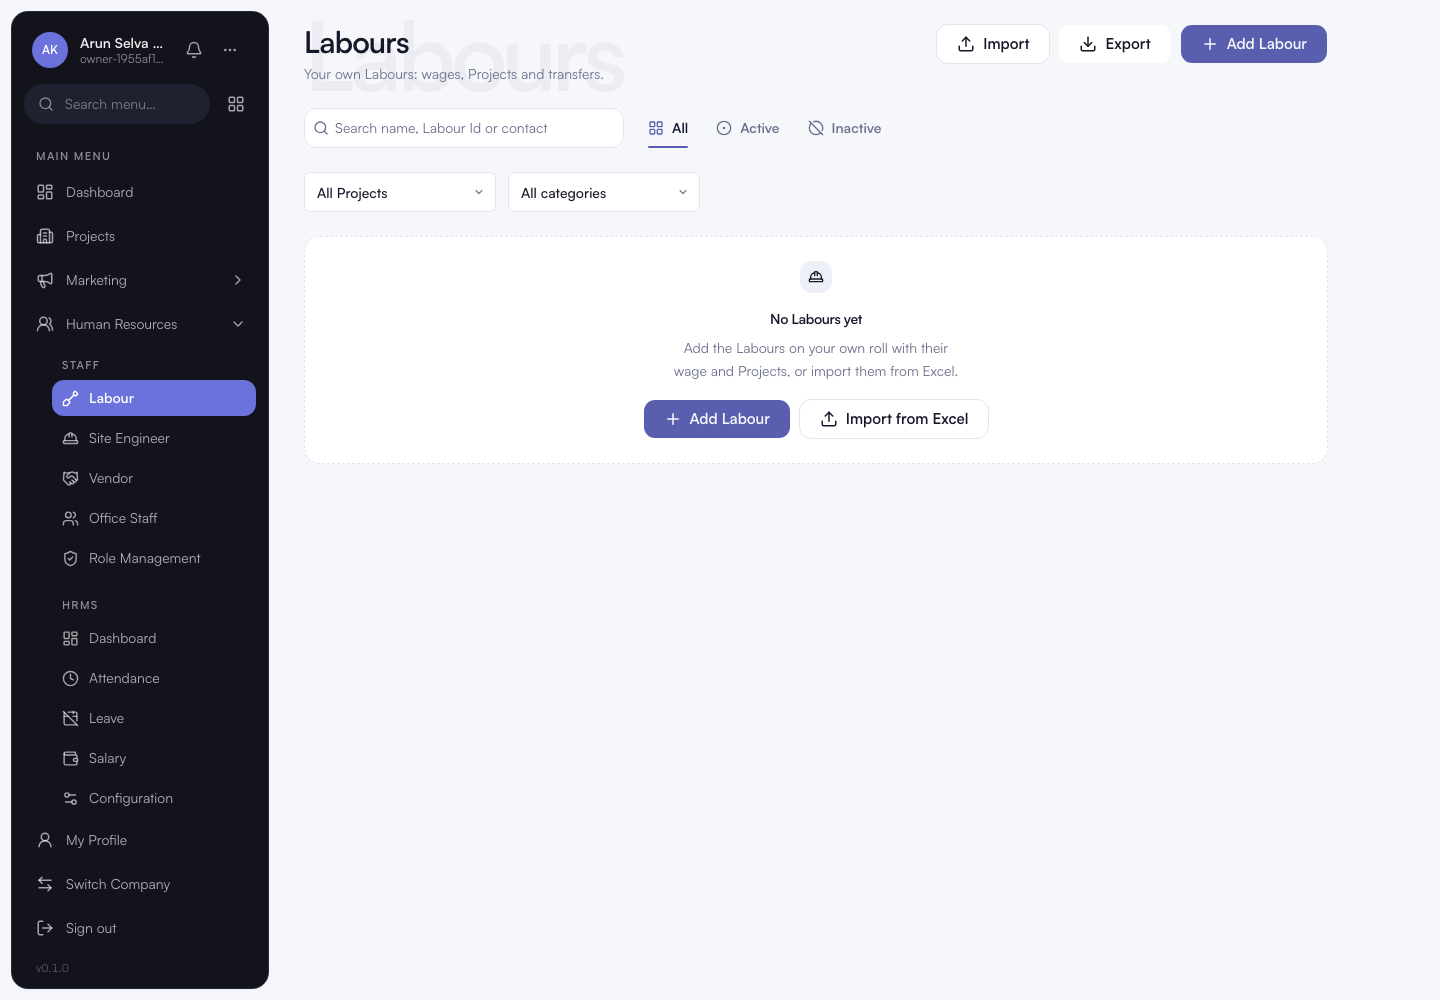 AK
Arun Selva ...
owner-1955af1...
Search menu...
MAIN MENU
Dashboard
Projects
Marketing
Human Resources
STAFF
Labour
Site Engineer
Vendor
Office Staff
Role Management
HRMS
Dashboard
Attendance
Leave
Salary
Configuration
My Profile
Switch Company
Sign out
v0.1.0
Labours
Labours
Your own Labours: wages, Projects and transfers.
Import
Export
Add Labour
Search name, Labour Id or contact
All
Active
Inactive
All Projects
All categories
No Labours yet
Add the Labours on your own roll with their
wage and Projects, or import them from Excel.
Add Labour
Import from Excel